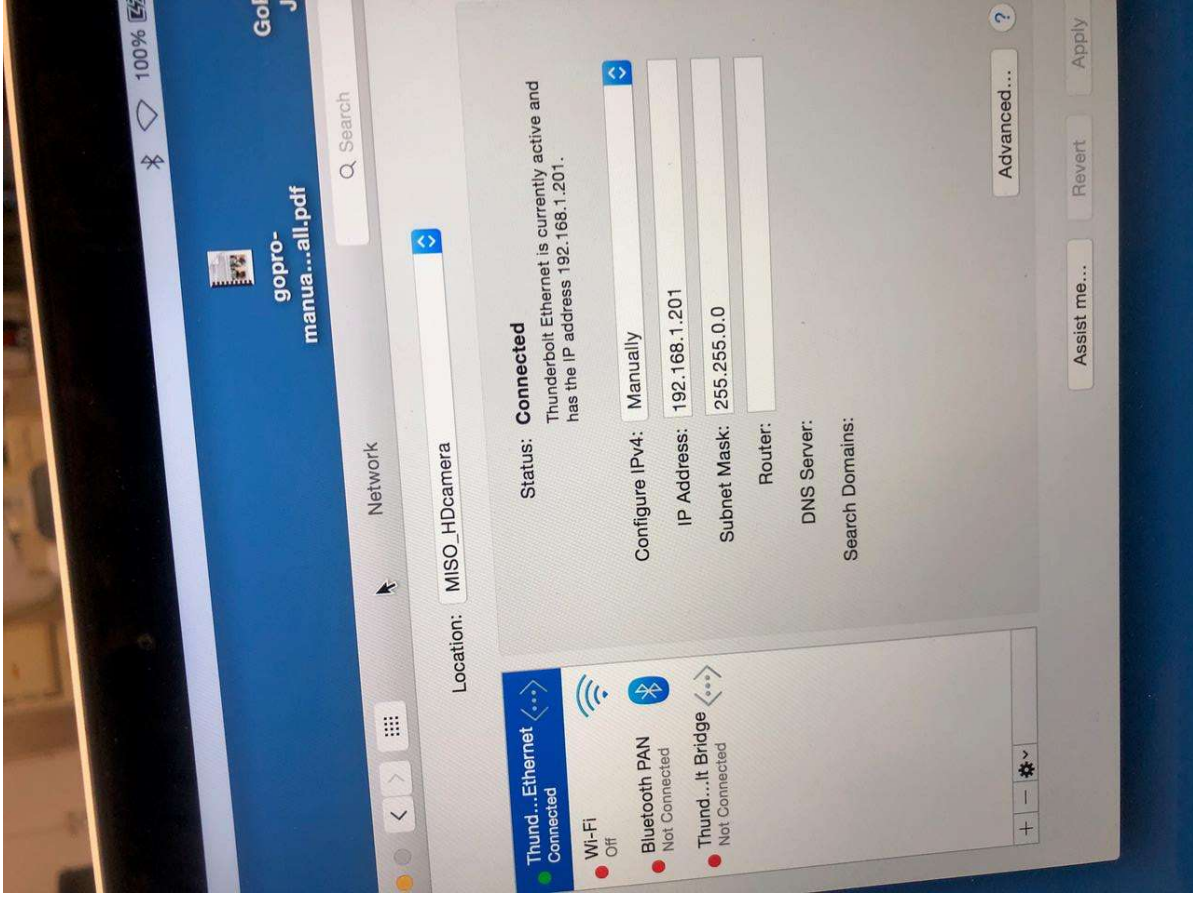 100%
GoP
J
gopro-
manua...all.pdf
Network
Search
Location: MISO_HDcamera
Thund...Ethernet
Connected
Wi-Fi
Off
Bluetooth PAN
Not Connected
Thund...lt Bridge
Not Connected
Status: Connected
Thunderbolt Ethernet is currently active and
has the IP address 192.168.1.201.
Configure IPv4: Manually
IP Address: 192.168.1.201
Subnet Mask: 255.255.0.0
Router:
DNS Server:
Search Domains:
Advanced... ?
+ −
Assist me... Revert Apply